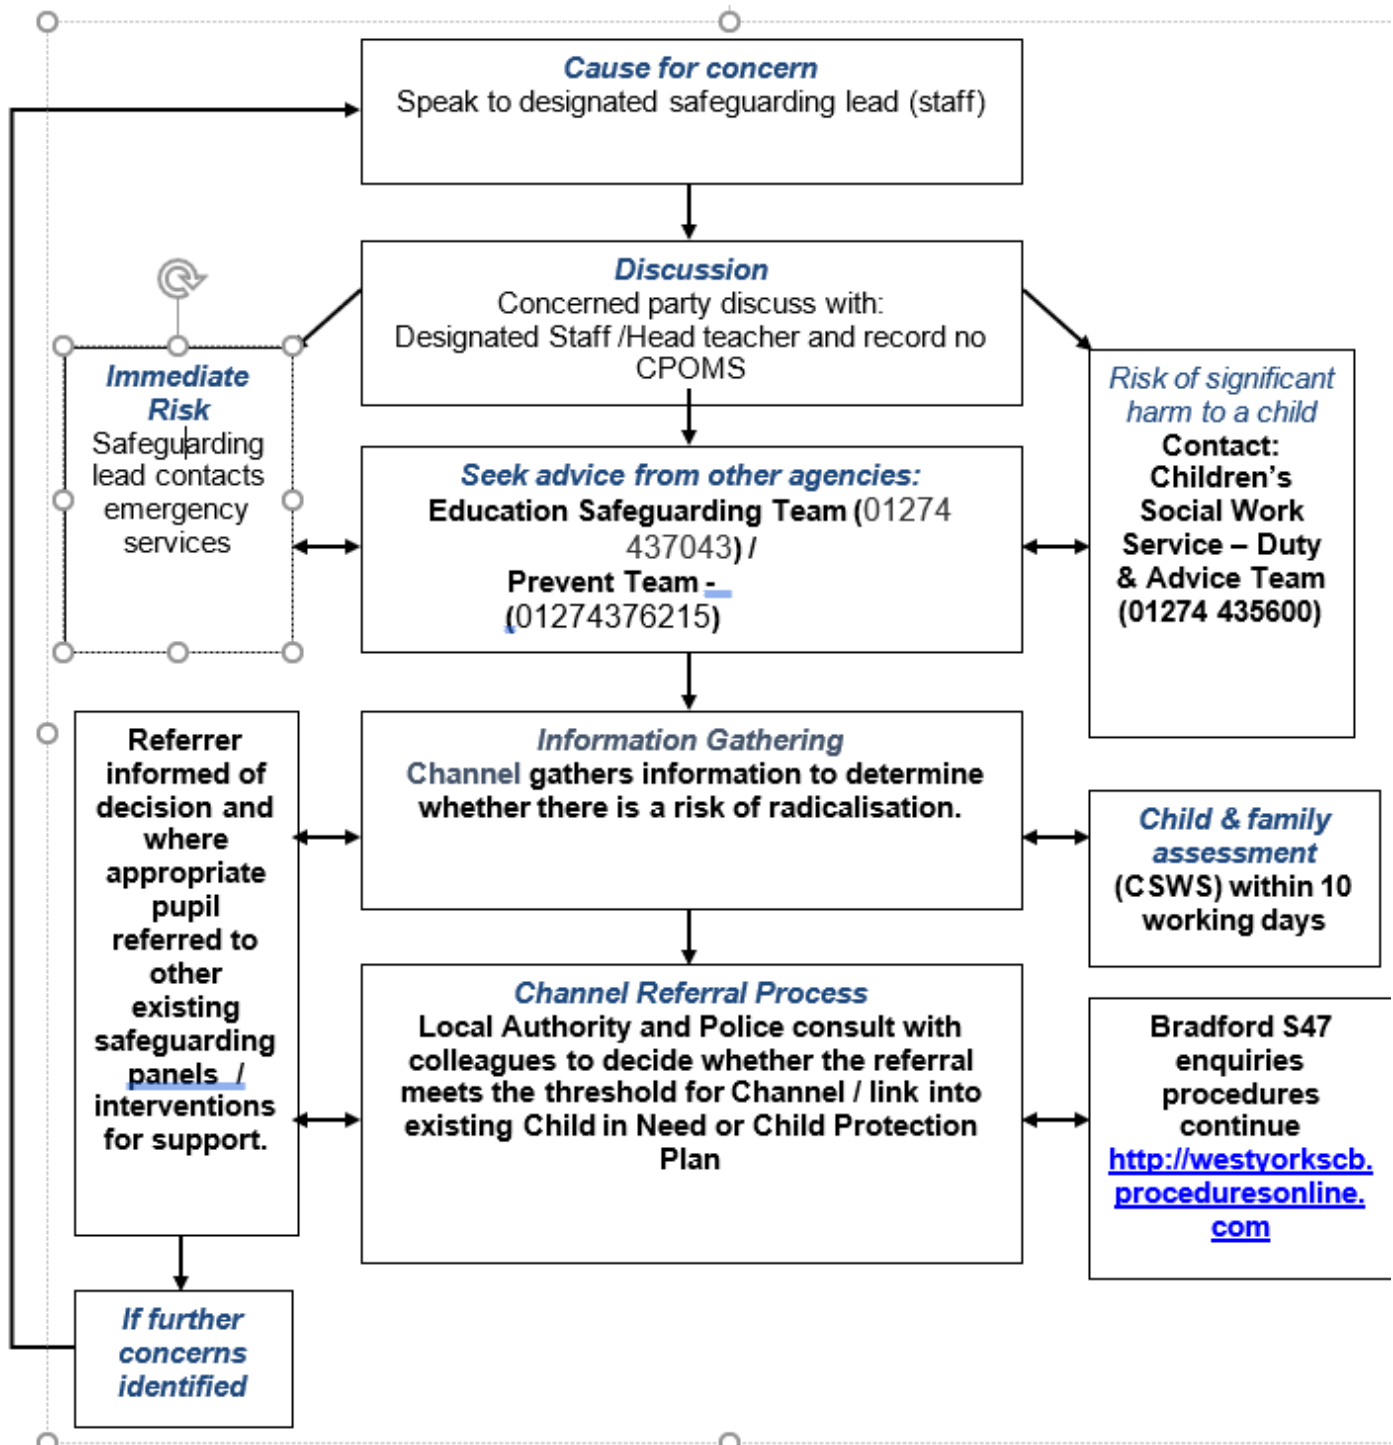 Cause for concern
Speak to designated safeguarding lead (staff)
Discussion
Concerned party discuss with:
Designated Staff /Head teacher and record no
CPOMS
Immediate
Risk
Safeguarding
lead contacts
emergency
services
Seek advice from other agencies:
Education Safeguarding Team (01274
437043) /
Prevent Team -
(01274376215)
Risk of significant
harm to a child
Contact:
Children's
Social Work
Service – Duty
& Advice Team
(01274 435600)
Referrer
informed of
decision and
where
appropriate
pupil
referred to
other
existing
safeguarding
panels /
interventions
for support.
Information Gathering
Channel gathers information to determine
whether there is a risk of radicalisation.
Child & family
assessment
(CSWS) within 10
working days
Channel Referral Process
Local Authority and Police consult with
colleagues to decide whether the referral
meets the threshold for Channel / link into
existing Child in Need or Child Protection
Plan
Bradford S47
enquiries
procedures
continue
http://westyorkscb.
proceduresonline.
com
If further
concerns
identified